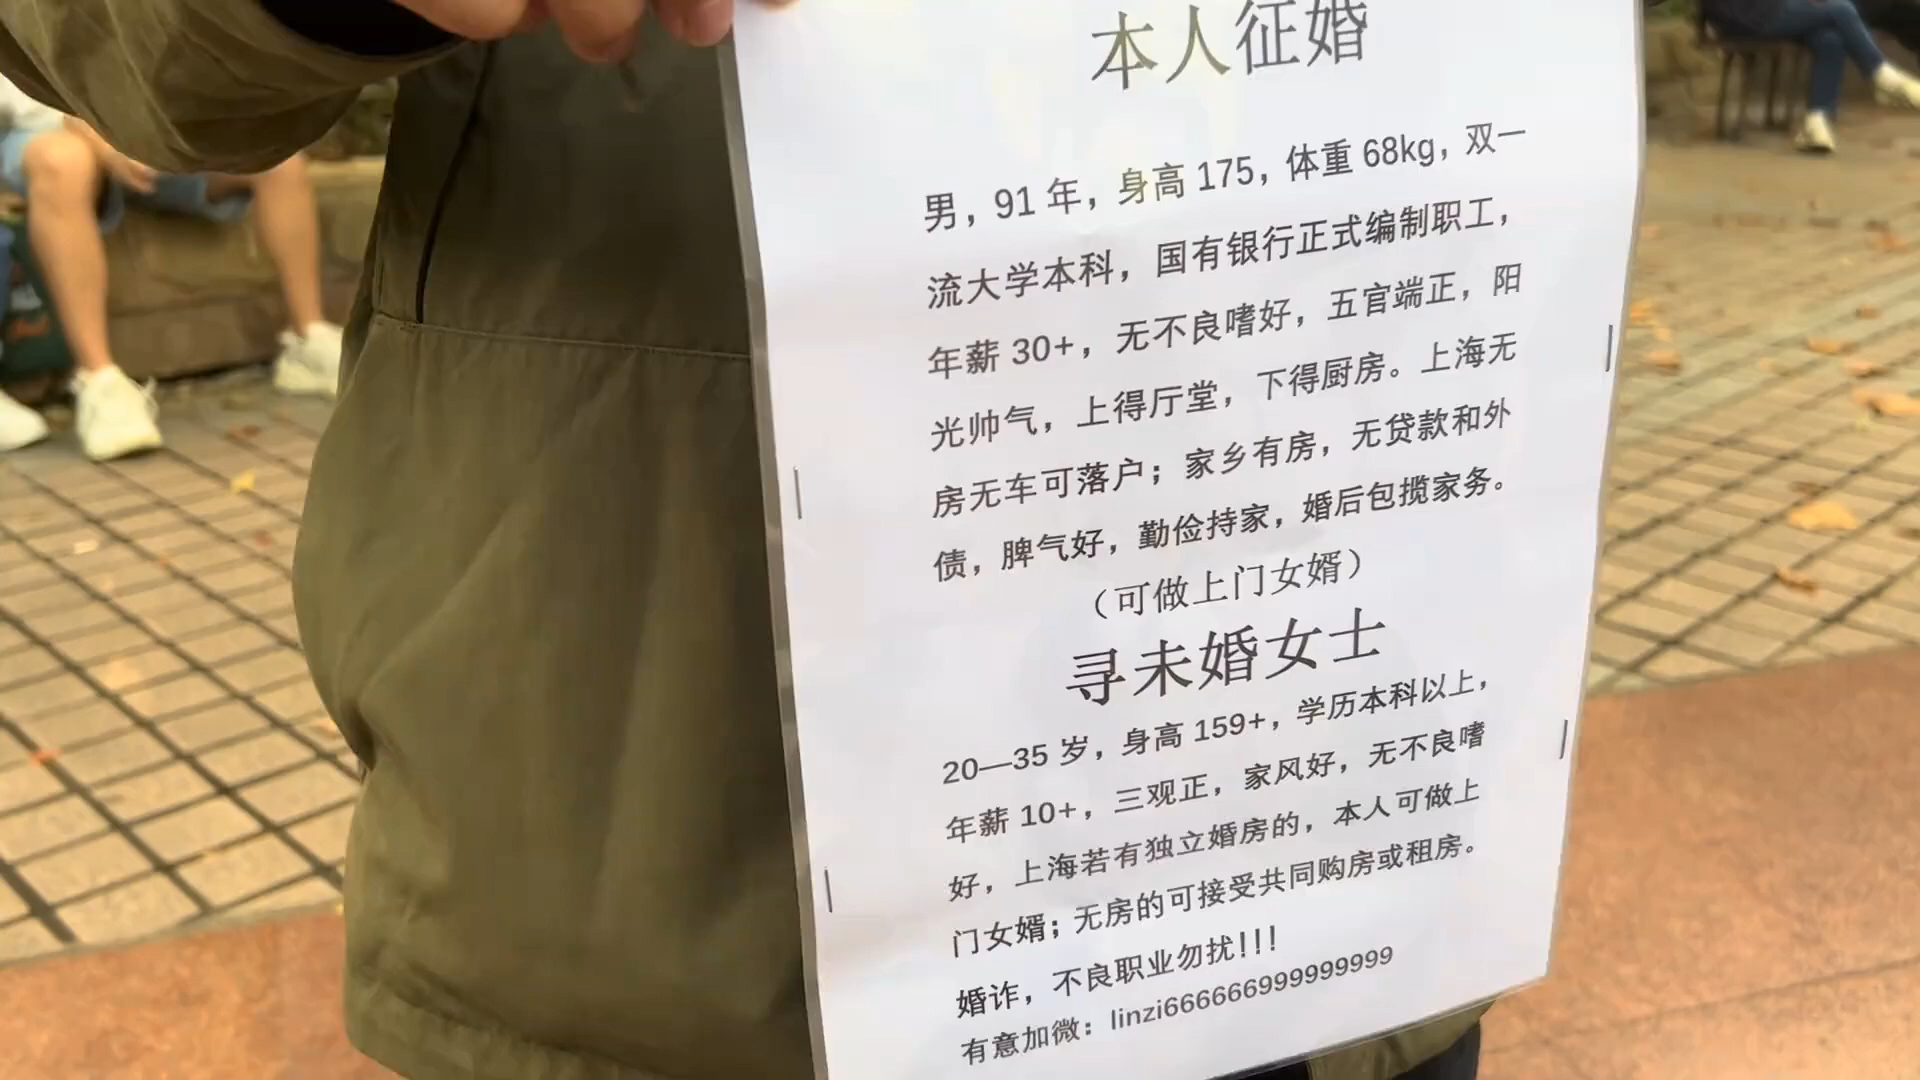 本人征婚
男，91年，身高175，体重68kg，双一
流大学本科，国有银行正式编制职工，
年薪30+，无不良嗜好，五官端正，阳
光帅气，上得厅堂，下得厨房。上海无
房无车可落户；家乡有房，无贷款和外
债，脾气好，勤俭持家，婚后包揽家务。
（可做上门女婿）
寻未婚女士
20—35岁，身高159+，学历本科以上，
年薪10+，三观正，家风好，无不良嗜
好，上海若有独立婚房的，本人可做上
门女婿；无房的可接受共同购房或租房。
婚诈，不良职业勿扰!!!
有意加微：linzi666666999999999